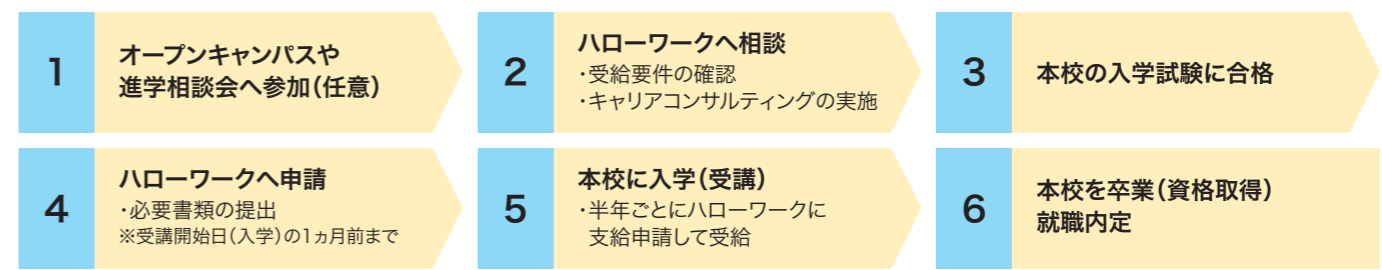 1
オープンキャンパスや
進学相談会へ参加(任意)
2
ハローワークへ相談
・受給要件の確認
・キャリアコンサルティングの実施
3
本校の入学試験に合格
4
ハローワークへ申請
・必要書類の提出
※受講開始日(入学)の1ヵ月前まで
5
本校に入学(受講)
・半年ごとにハローワークに
支給申請して受給
6
本校を卒業(資格取得)
就職内定